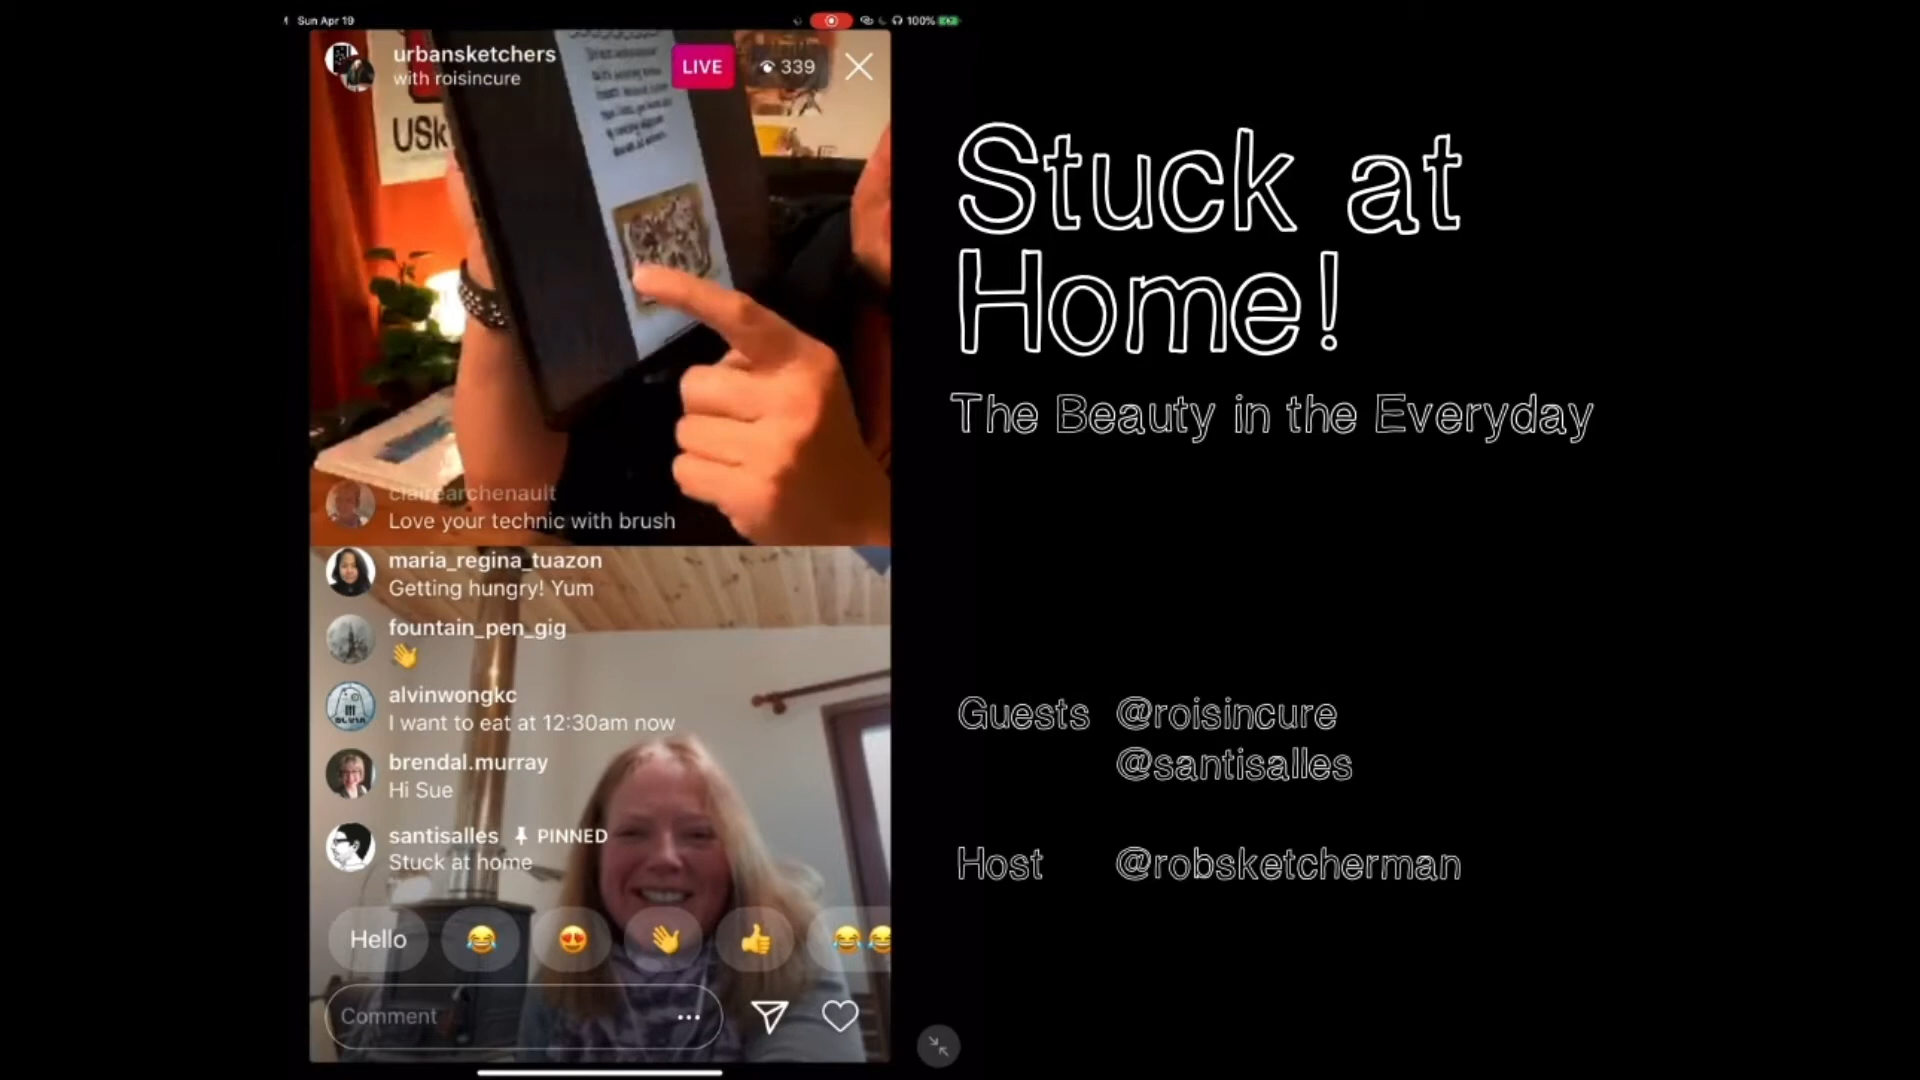 Sun Apr 19
100%
urbansketchers
with roisincure
LIVE
339
USk
clairearchenault
Love your technic with brush
maria_regina_tuazon
Getting hungry! Yum
fountain_pen_gig
👋
alvinwongkc
I want to eat at 12:30am now
brendal.murray
Hi Sue
santisalles PINNED
Stuck at home
Hello 😂 😍 👋 👍 😂😂
Comment
Stuck at
Home!
The Beauty in the Everyday
Guests @roisincure
@santisalles
Host @robsketcherman